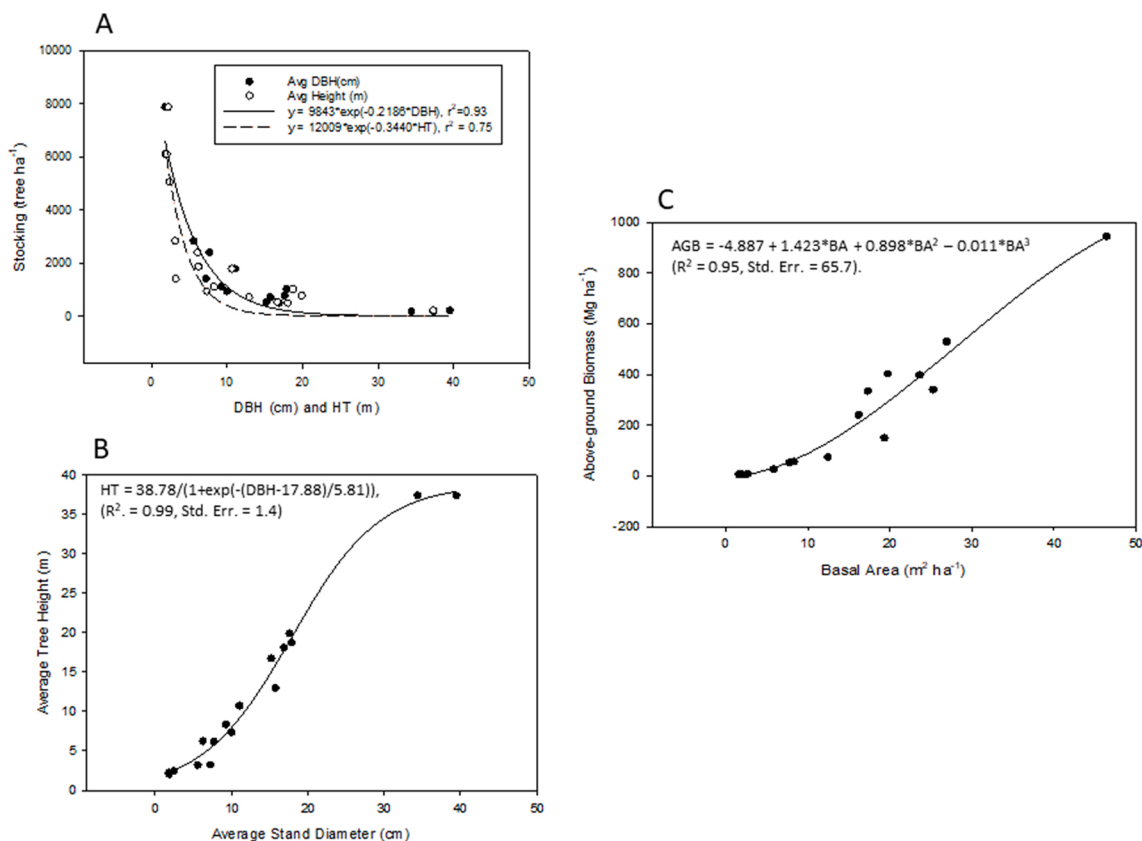 A
10000
8000
6000
4000
2000
0
Stocking (tree ha⁻¹)
Avg DBH(cm)
Avg Height (m)
y= 9843*exp(-0.2186*DBH), r²=0.93
y= 12009*exp(-0.3440*HT), r² = 0.75
0 10 20 30 40 50
DBH (cm) and HT (m)
B
40
35
30
25
20
15
10
5
0
Average Tree Height (m)
HT = 38.78/(1+exp(-(DBH-17.88)/5.81)),
(R². = 0.99, Std. Err. = 1.4)
0 10 20 30 40 50
Average Stand Diameter (cm)
C
1000
800
600
400
200
0
-200
Above-ground Biomass (Mg ha⁻¹)
AGB = -4.887 + 1.423*BA + 0.898*BA² – 0.011*BA³
(R² = 0.95, Std. Err. = 65.7).
0 10 20 30 40 50
Basal Area (m² ha⁻¹)